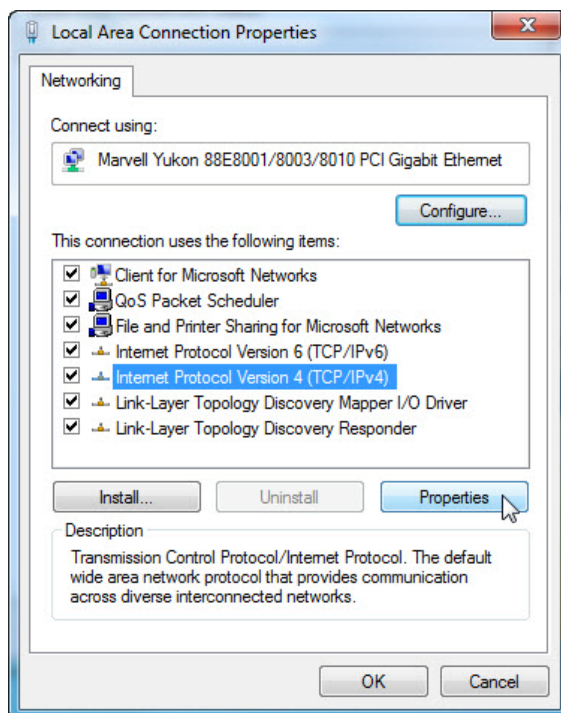 Local Area Connection Properties
Networking
Connect using:
Marvell Yukon 88E8001/8003/8010 PCI Gigabit Ethernet
Configure...
This connection uses the following items:
Client for Microsoft Networks
QoS Packet Scheduler
File and Printer Sharing for Microsoft Networks
Internet Protocol Version 6 (TCP/IPv6)
Internet Protocol Version 4 (TCP/IPv4)
Link-Layer Topology Discovery Mapper I/O Driver
Link-Layer Topology Discovery Responder
Install...
Uninstall
Properties
Description
Transmission Control Protocol/Internet Protocol. The default
wide area network protocol that provides communication
across diverse interconnected networks.
OK
Cancel